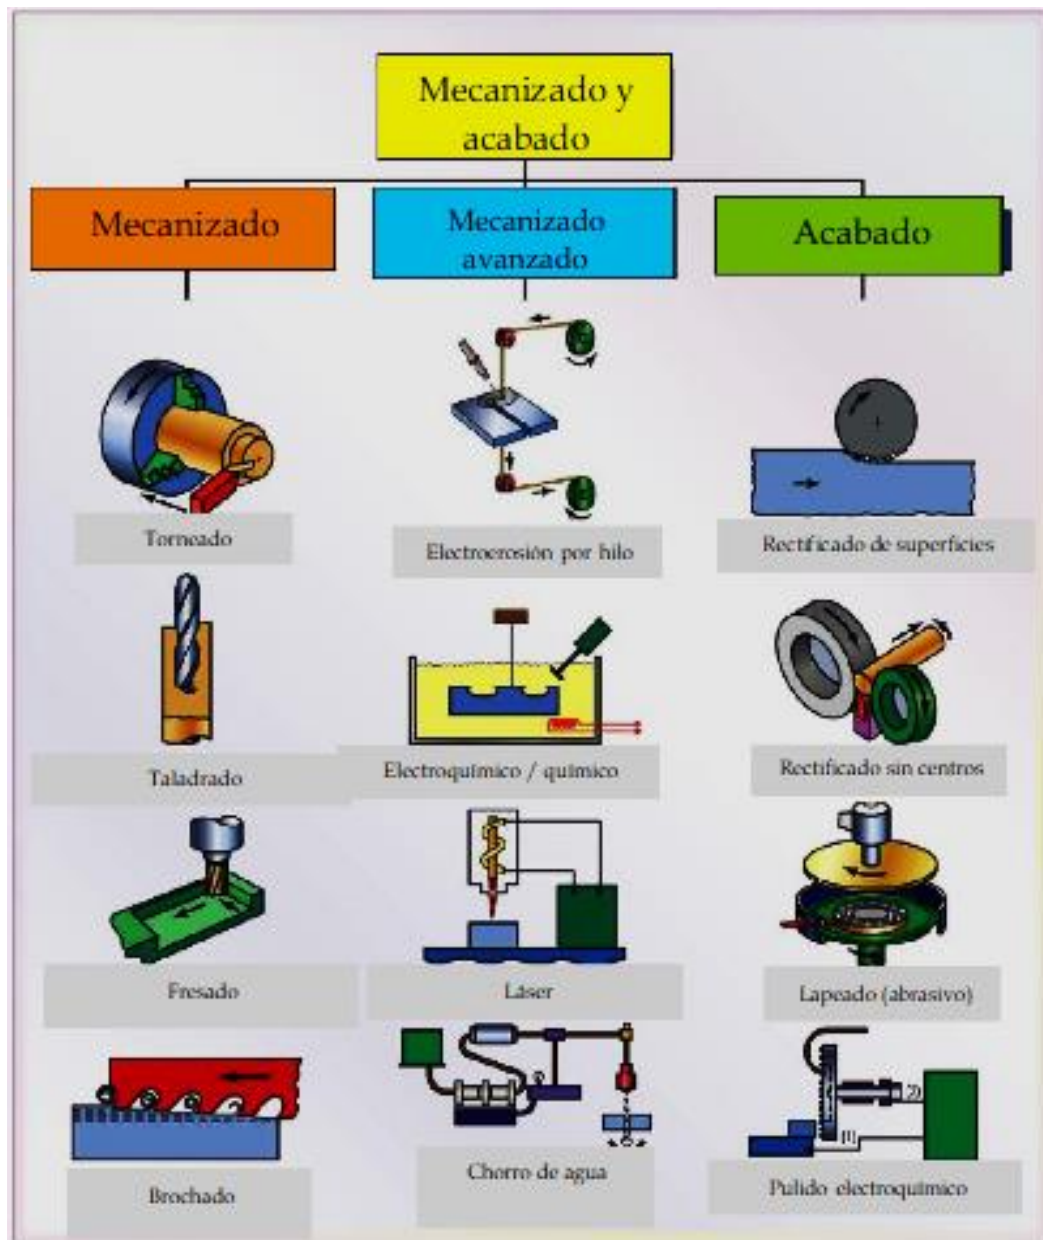 Mecanizado y
acabado
Mecanizado
Mecanizado
avanzado
Acabado
Torneado
Electroerosión por hilo
Rectificado de superficies
Taladrado
Electroquímico / químico
Rectificado sin centros
Fresado
Láser
Lapeado (abrasivo)
Brochado
Chorro de agua
Pulido electroquímico